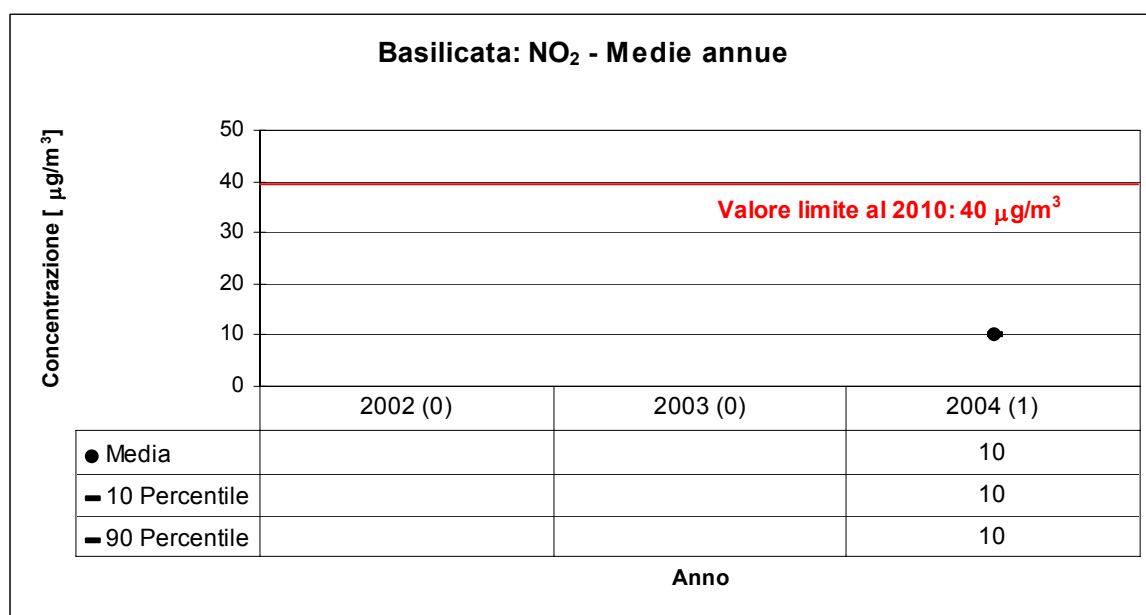 Basilicata: NO₂ - Medie annue
Concentrazione [ µg/m³]
50
40
30
20
10
0
Valore limite al 2010: 40 µg/m³
2002 (0) 2003 (0) 2004 (1)
Media 10
10 Percentile 10
90 Percentile 10
Anno